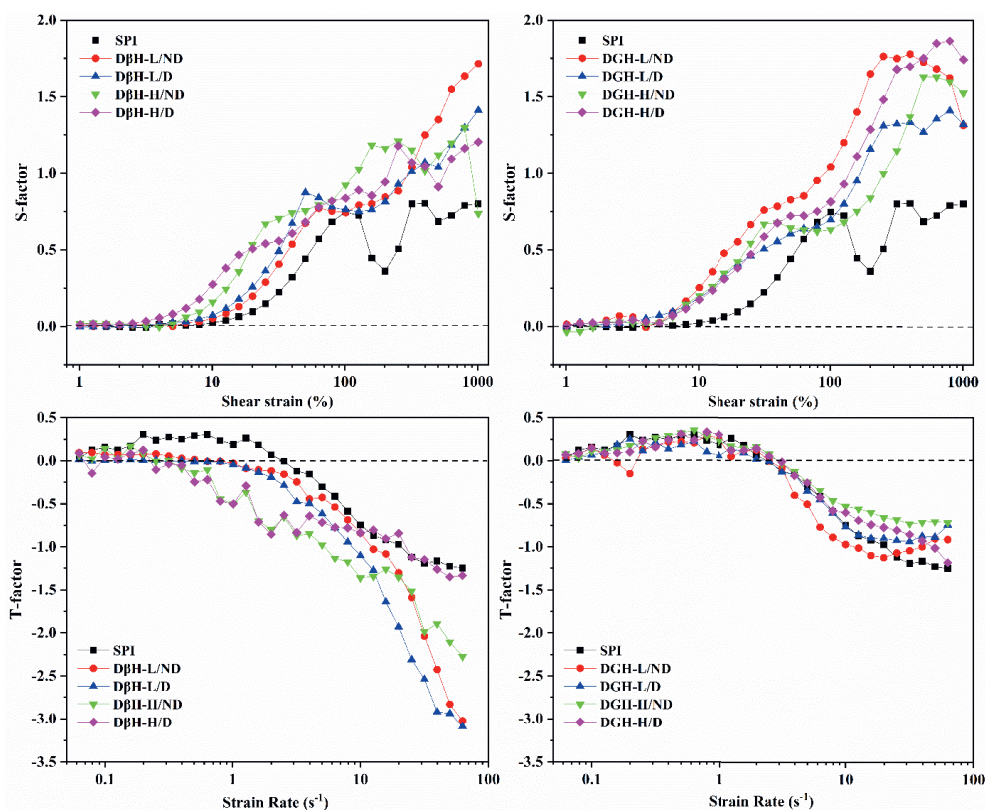 2.0
1.5
1.0
0.5
0.0
S-factor
SPI
DβH-L/ND
DβH-L/D
DβH-H/ND
DβH-H/D
1
10
100
1000
Shear strain (%)
2.0
1.5
1.0
0.5
0.0
S-factor
SPI
DGH-L/ND
DGH-L/D
DGH-H/ND
DGH-H/D
1
10
100
1000
Shear strain (%)
0.5
0.0
-0.5
-1.0
-1.5
-2.0
-2.5
-3.0
-3.5
T-factor
SPI
DβH-L/ND
DβH-L/D
DβH-H/ND
DβH-H/D
0.1
1
10
100
Strain Rate (s⁻¹)
0.5
0.0
-0.5
-1.0
-1.5
-2.0
-2.5
-3.0
-3.5
T-factor
SPI
DGH-L/ND
DGH-L/D
DGH-H/ND
DGH-H/D
0.1
1
10
100
Strain Rate (s⁻¹)